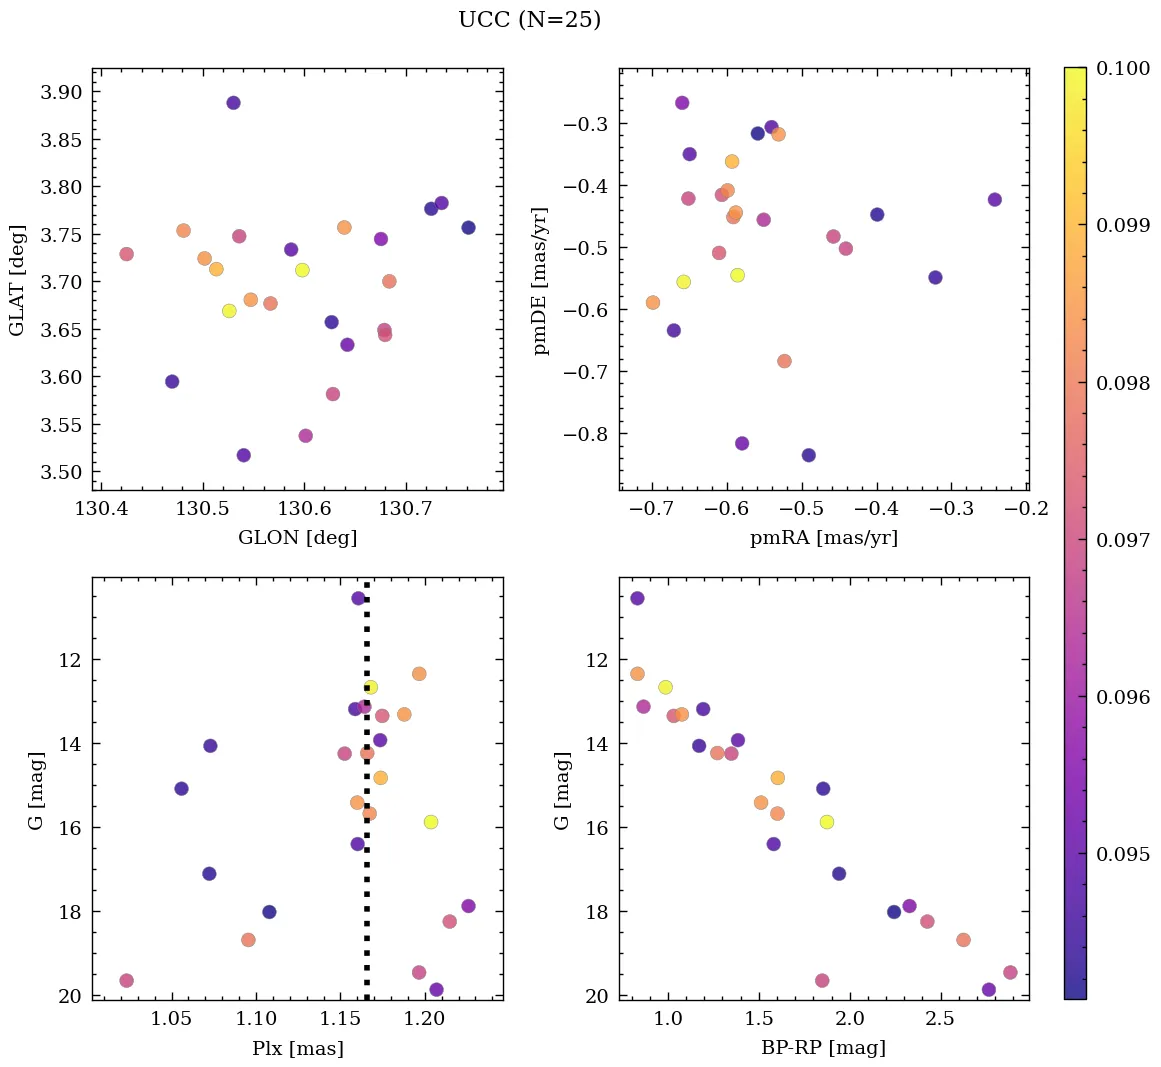 UCC (N=25)
3.90
3.85
3.80
3.75
3.70
3.65
3.60
3.55
3.50
GLAT [deg]
130.4 130.5 130.6 130.7
GLON [deg]
−0.3
−0.4
−0.5
−0.6
−0.7
−0.8
pmDE [mas/yr]
−0.7 −0.6 −0.5 −0.4 −0.3 −0.2
pmRA [mas/yr]
0.100
0.099
0.098
0.097
0.096
0.095
12
14
16
18
20
G [mag]
1.05 1.10 1.15 1.20
Plx [mas]
12
14
16
18
20
G [mag]
1.0 1.5 2.0 2.5
BP-RP [mag]